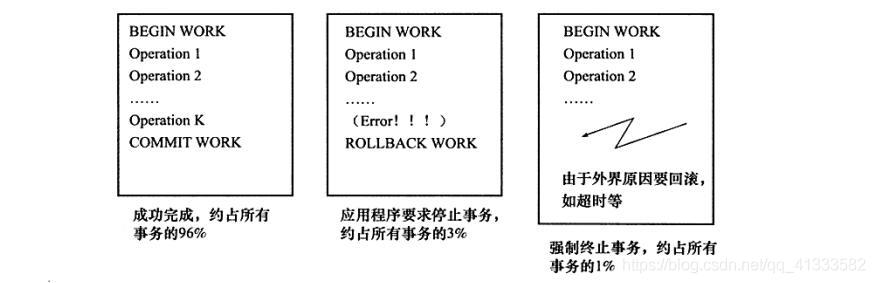 BEGIN WORK
Operation 1
Operation 2
……
Operation K
COMMIT WORK
成功完成，约占所有
事务的96%
BEGIN WORK
Operation 1
Operation 2
……
（Error！！！）
ROLLBACK WORK
应用程序要求停止事务，
约占所有事务的3%
BEGIN WORK
Operation 1
Operation 2
……
由于外界原因要回滚，
如超时等
强制终止事务，约占所有
事务的1%
https://blog.csdn.net/qq_41333582